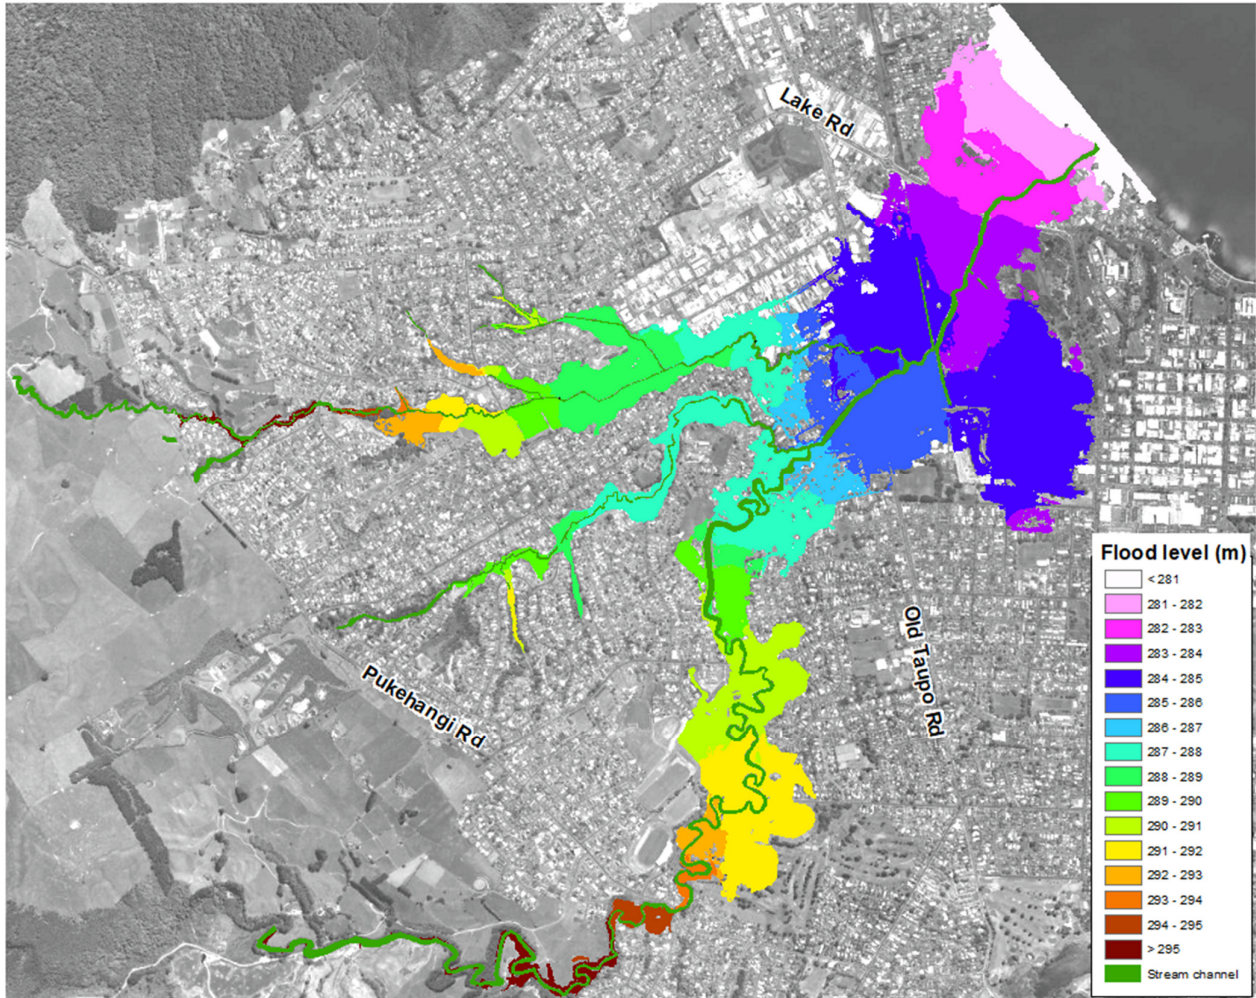 Lake Rd
Old Taupo Rd
Pukehangi Rd
Flood level (m)
< 281
281 - 282
282 - 283
283 - 284
284 - 285
285 - 286
286 - 287
287 - 288
288 - 289
289 - 290
290 - 291
291 - 292
292 - 293
293 - 294
294 - 295
> 295
Stream channel